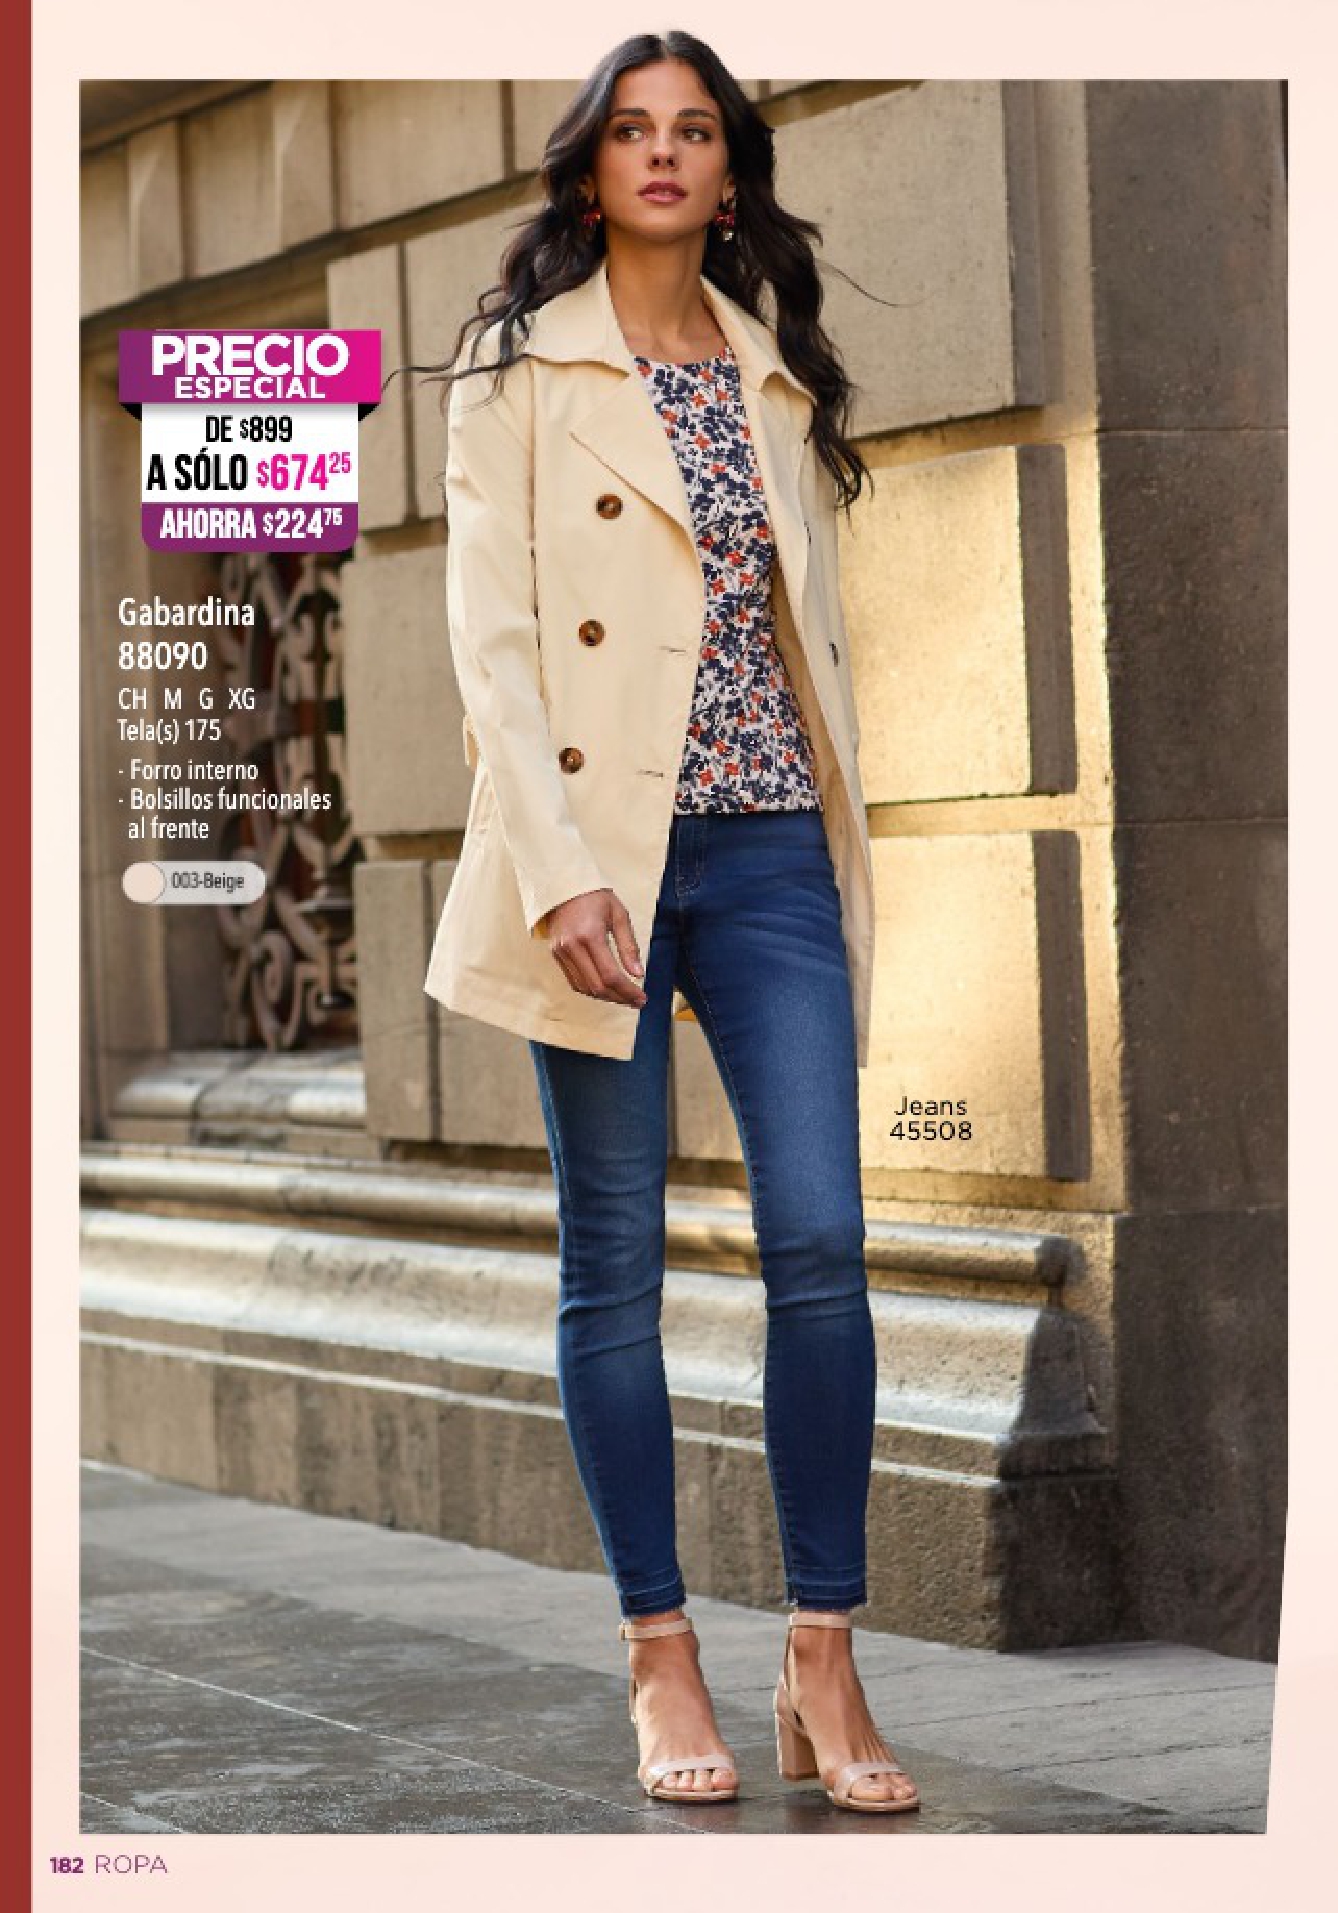 PRECIO
ESPECIAL
DE $899
A SÓLO $674.25
AHORRA $224.75
Gabardina
88090
CH M G XG
Tela(s) 175
- Forro interno
- Bolsillos funcionales
al frente
003-Beige
Jeans
45508
182 ROPA